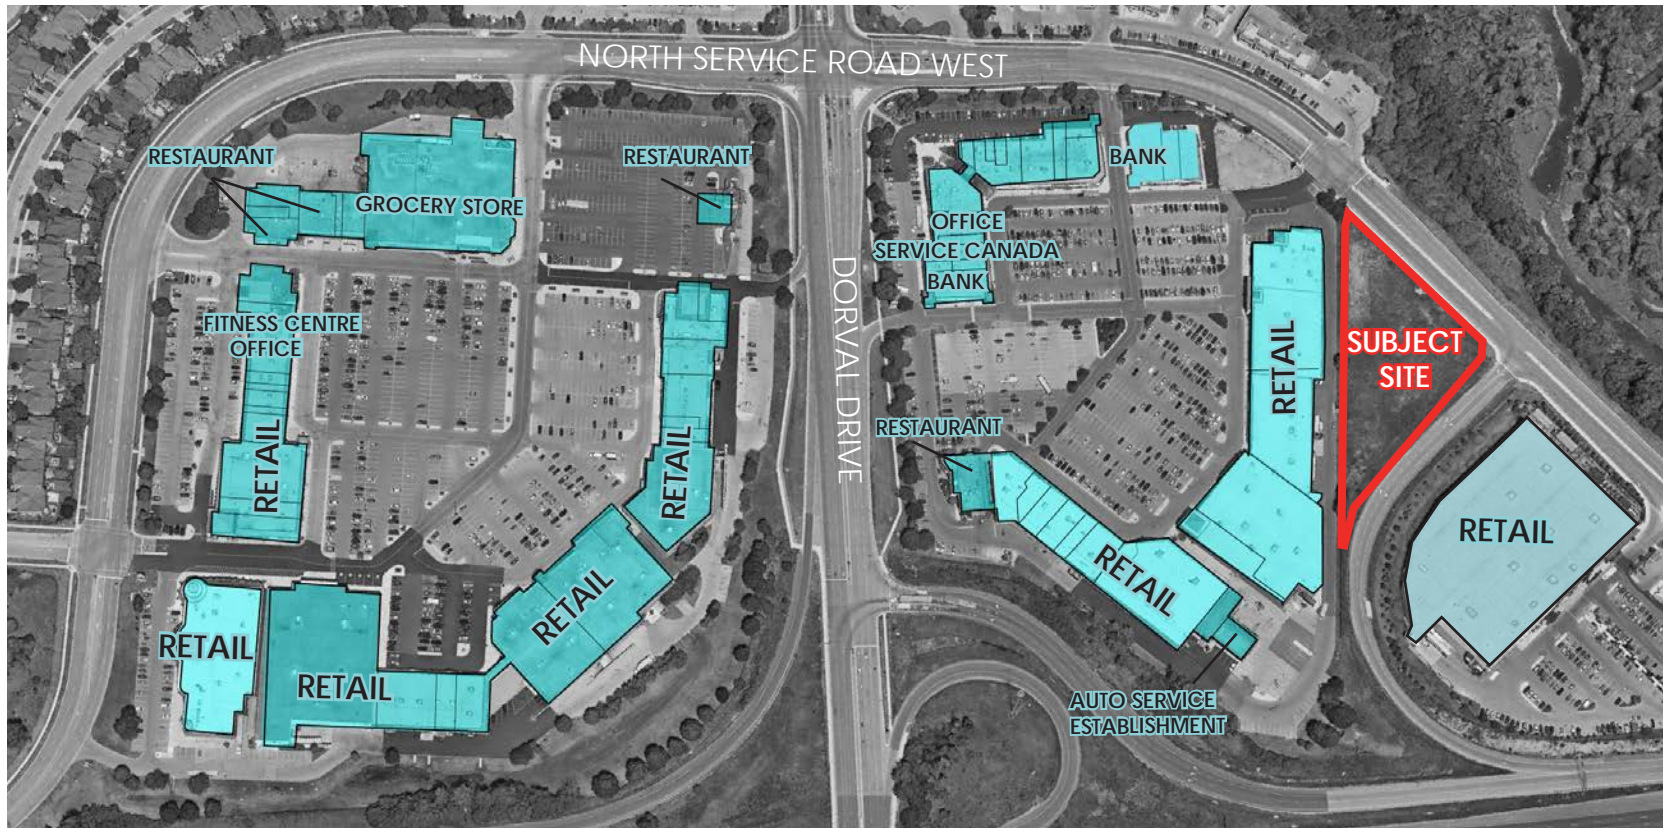 NORTH SERVICE ROAD WEST
RESTAURANT
RESTAURANT
BANK
GROCERY STORE
OFFICE
SERVICE CANADA
BANK
DORVAL DRIVE
FITNESS CENTRE
OFFICE
RETAIL
SUBJECT
SITE
RESTAURANT
RETAIL
RETAIL
RETAIL
RETAIL
RETAIL
RETAIL
RETAIL
AUTO SERVICE
ESTABLISHMENT